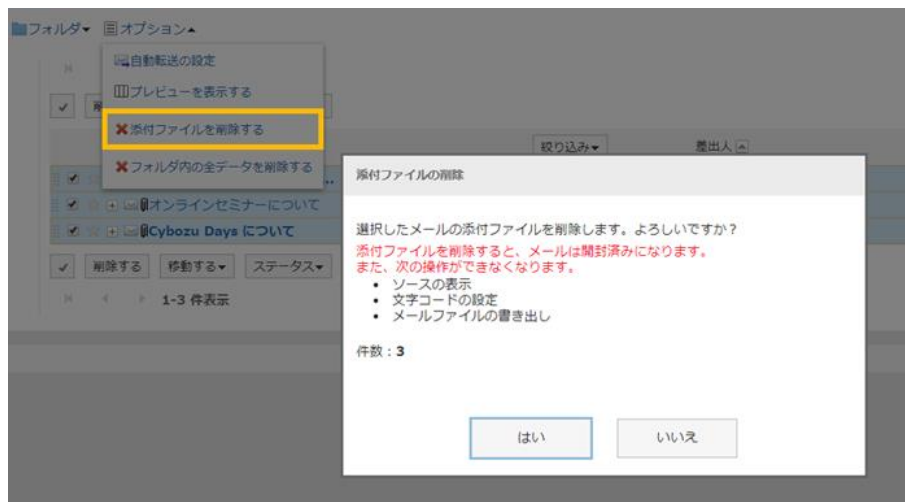 フォルダ▾ オプション▴
自動転送の設定
プレビューを表示する
添付ファイルを削除する
絞り込み▾ 差出人
フォルダ内の全データを削除する
添付ファイルの削除
...
オンラインセミナーについて
Cybozu Days について
選択したメールの添付ファイルを削除します。よろしいですか？
添付ファイルを削除すると、メールは開封済みになります。
また、次の操作ができなくなります。
• ソースの表示
• 文字コードの設定
• メールファイルの書き出し
件数：3
削除する 移動する▾ ステータス▾
1-3 件表示
はい いいえ